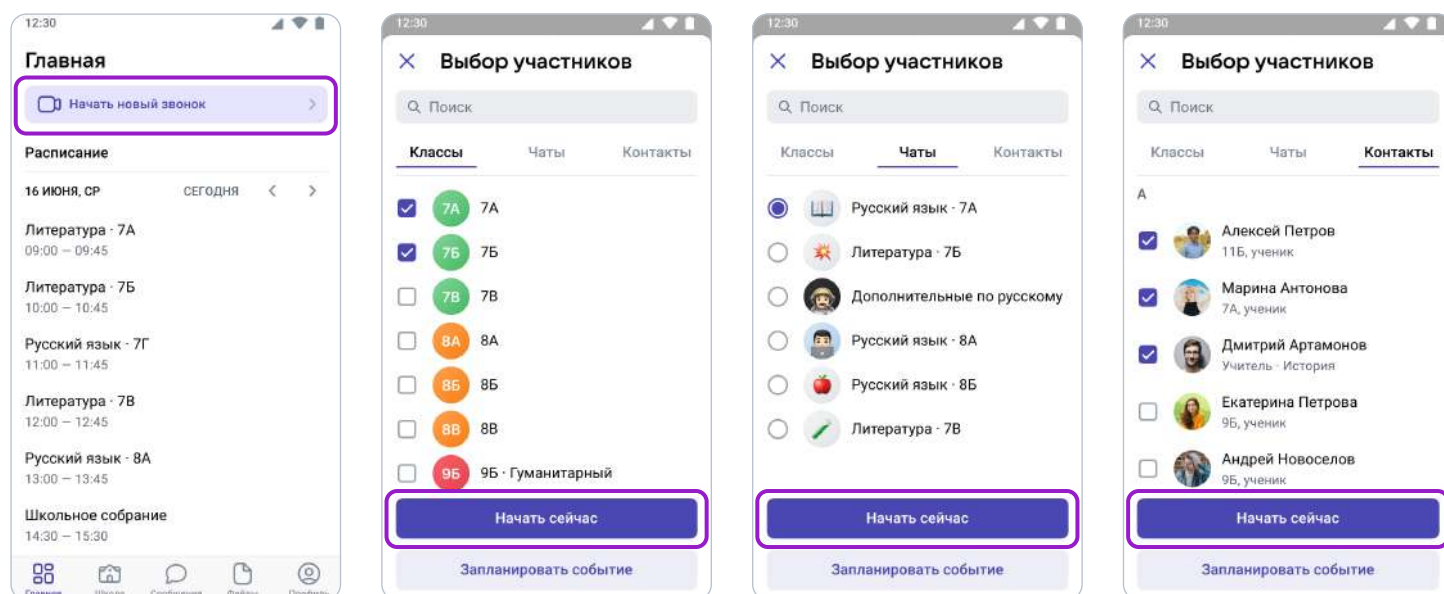 12:30
Главная
Начать новый звонок
Расписание
16 ИЮНЯ, СР СЕГОДНЯ
Литература · 7А
09:00 — 09:45
Литература · 7Б
10:00 — 10:45
Русский язык · 7Г
11:00 — 11:45
Литература · 7В
12:00 — 12:45
Русский язык · 8А
13:00 — 13:45
Школьное собрание
14:30 — 15:30
Главная Школа Сообщения Файлы Профиль
12:30
Выбор участников
Поиск
Классы Чаты Контакты
7А 7А
7Б 7Б
7В 7В
8А 8А
8Б 8Б
8В 8В
9Б 9Б · Гуманитарный
Начать сейчас
Запланировать событие
12:30
Выбор участников
Поиск
Классы Чаты Контакты
Русский язык · 7А
Литература · 7Б
Дополнительные по русскому
Русский язык · 8А
Русский язык · 8Б
Литература · 7В
Начать сейчас
Запланировать событие
12:30
Выбор участников
Поиск
Классы Чаты Контакты
А
Алексей Петров
11Б, ученик
Марина Антонова
7А, ученик
Дмитрий Артамонов
Учитель · История
Екатерина Петрова
9Б, ученик
Андрей Новоселов
9Б, ученик
Начать сейчас
Запланировать событие